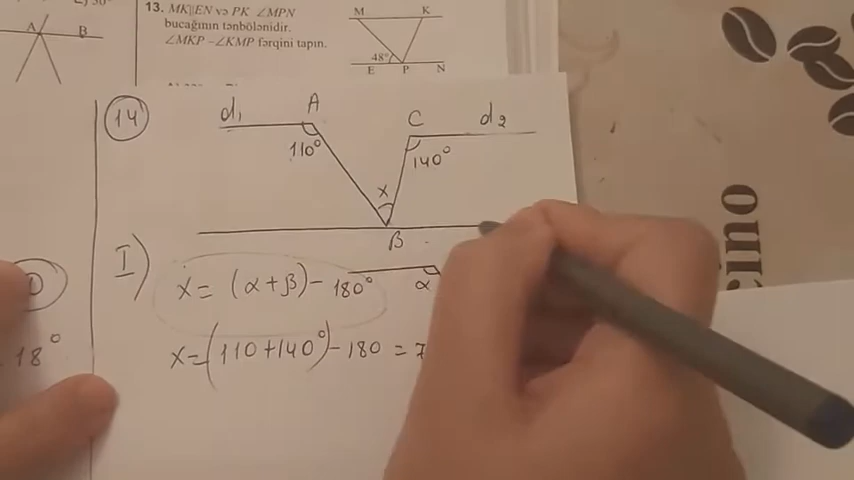 13. MK∥EN və PK ∠MPN
bucağının tənbölənidir.
∠MKP – ∠KMP fərqini tapın.
M K
48°
E P N
A B
14
d₁ A
C d₂
110°
140°
x
B
I)
x = (α+β) – 180°
α
x = (110+140°) – 180 = 7
18°